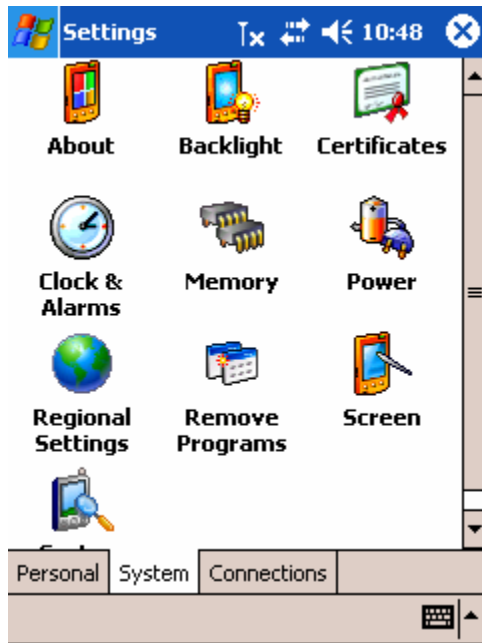 Settings 10:48
About Backlight Certificates
Clock & Memory Power
Alarms
Regional Remove Screen
Settings Programs
Personal System Connections